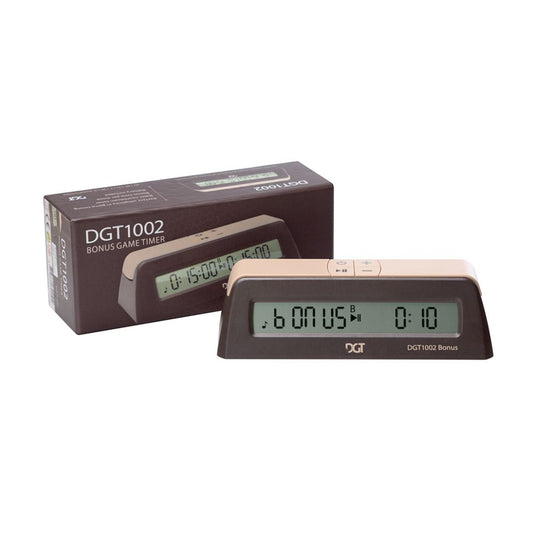 DGT1002
BONUS GAME TIMER
0:15:00 0:15:00
DGT1002
DGT
bONUS B 0:10
DGT
DGT1002 Bonus